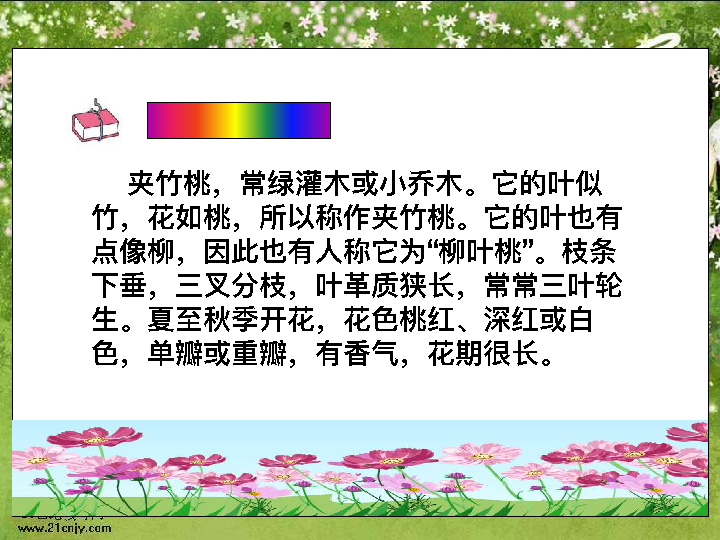 夹竹桃，常绿灌木或小乔木。它的叶似
竹，花如桃，所以称作夹竹桃。它的叶也有
点像柳，因此也有人称它为“柳叶桃”。枝条
下垂，三叉分枝，叶革质狭长，常常三叶轮
生。夏至秋季开花，花色桃红、深红或白
色，单瓣或重瓣，有香气，花期很长。
www.21cnjy.com